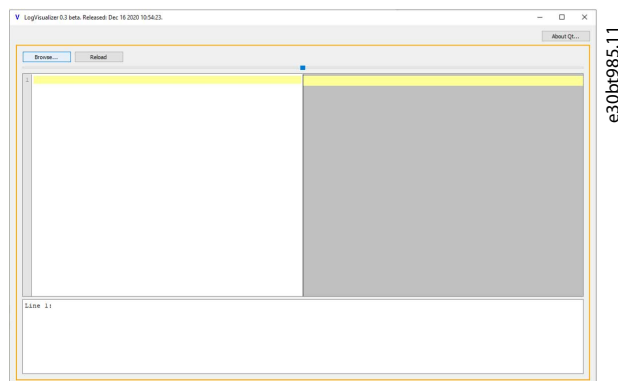 V LogVisualizer 0.3 beta. Released: Dec 16 2020 10:54:23.
About Qt...
Browse... Reload
1
Line 1:
e30bt985.11